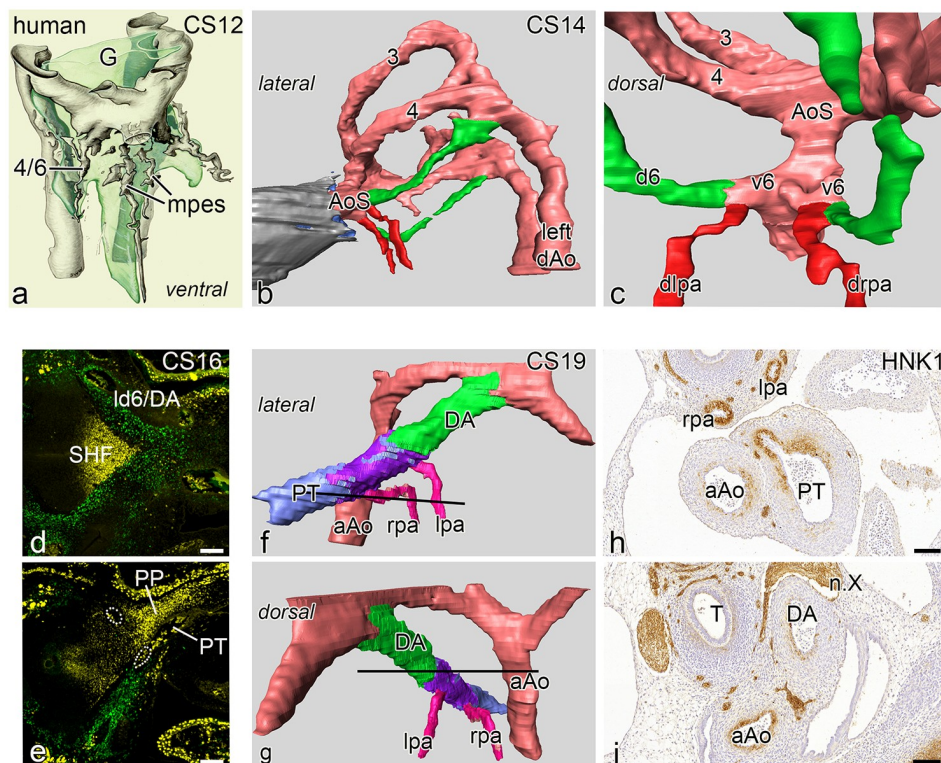 human CS12
G
4/6
mpes
ventral
a
CS14
lateral
3
4
AoS
left
dAo
b
3
dorsal
4
AoS
d6
v6 v6
dlpa drpa
c
CS16
ld6/DA
SHF
d
PP
PT
e
CS19
lateral
DA
PT
aAo rpa lpa
f
dorsal
DA
aAo
lpa rpa
g
HNK1
lpa
rpa
aAo PT
h
n.X
T DA
aAo
i